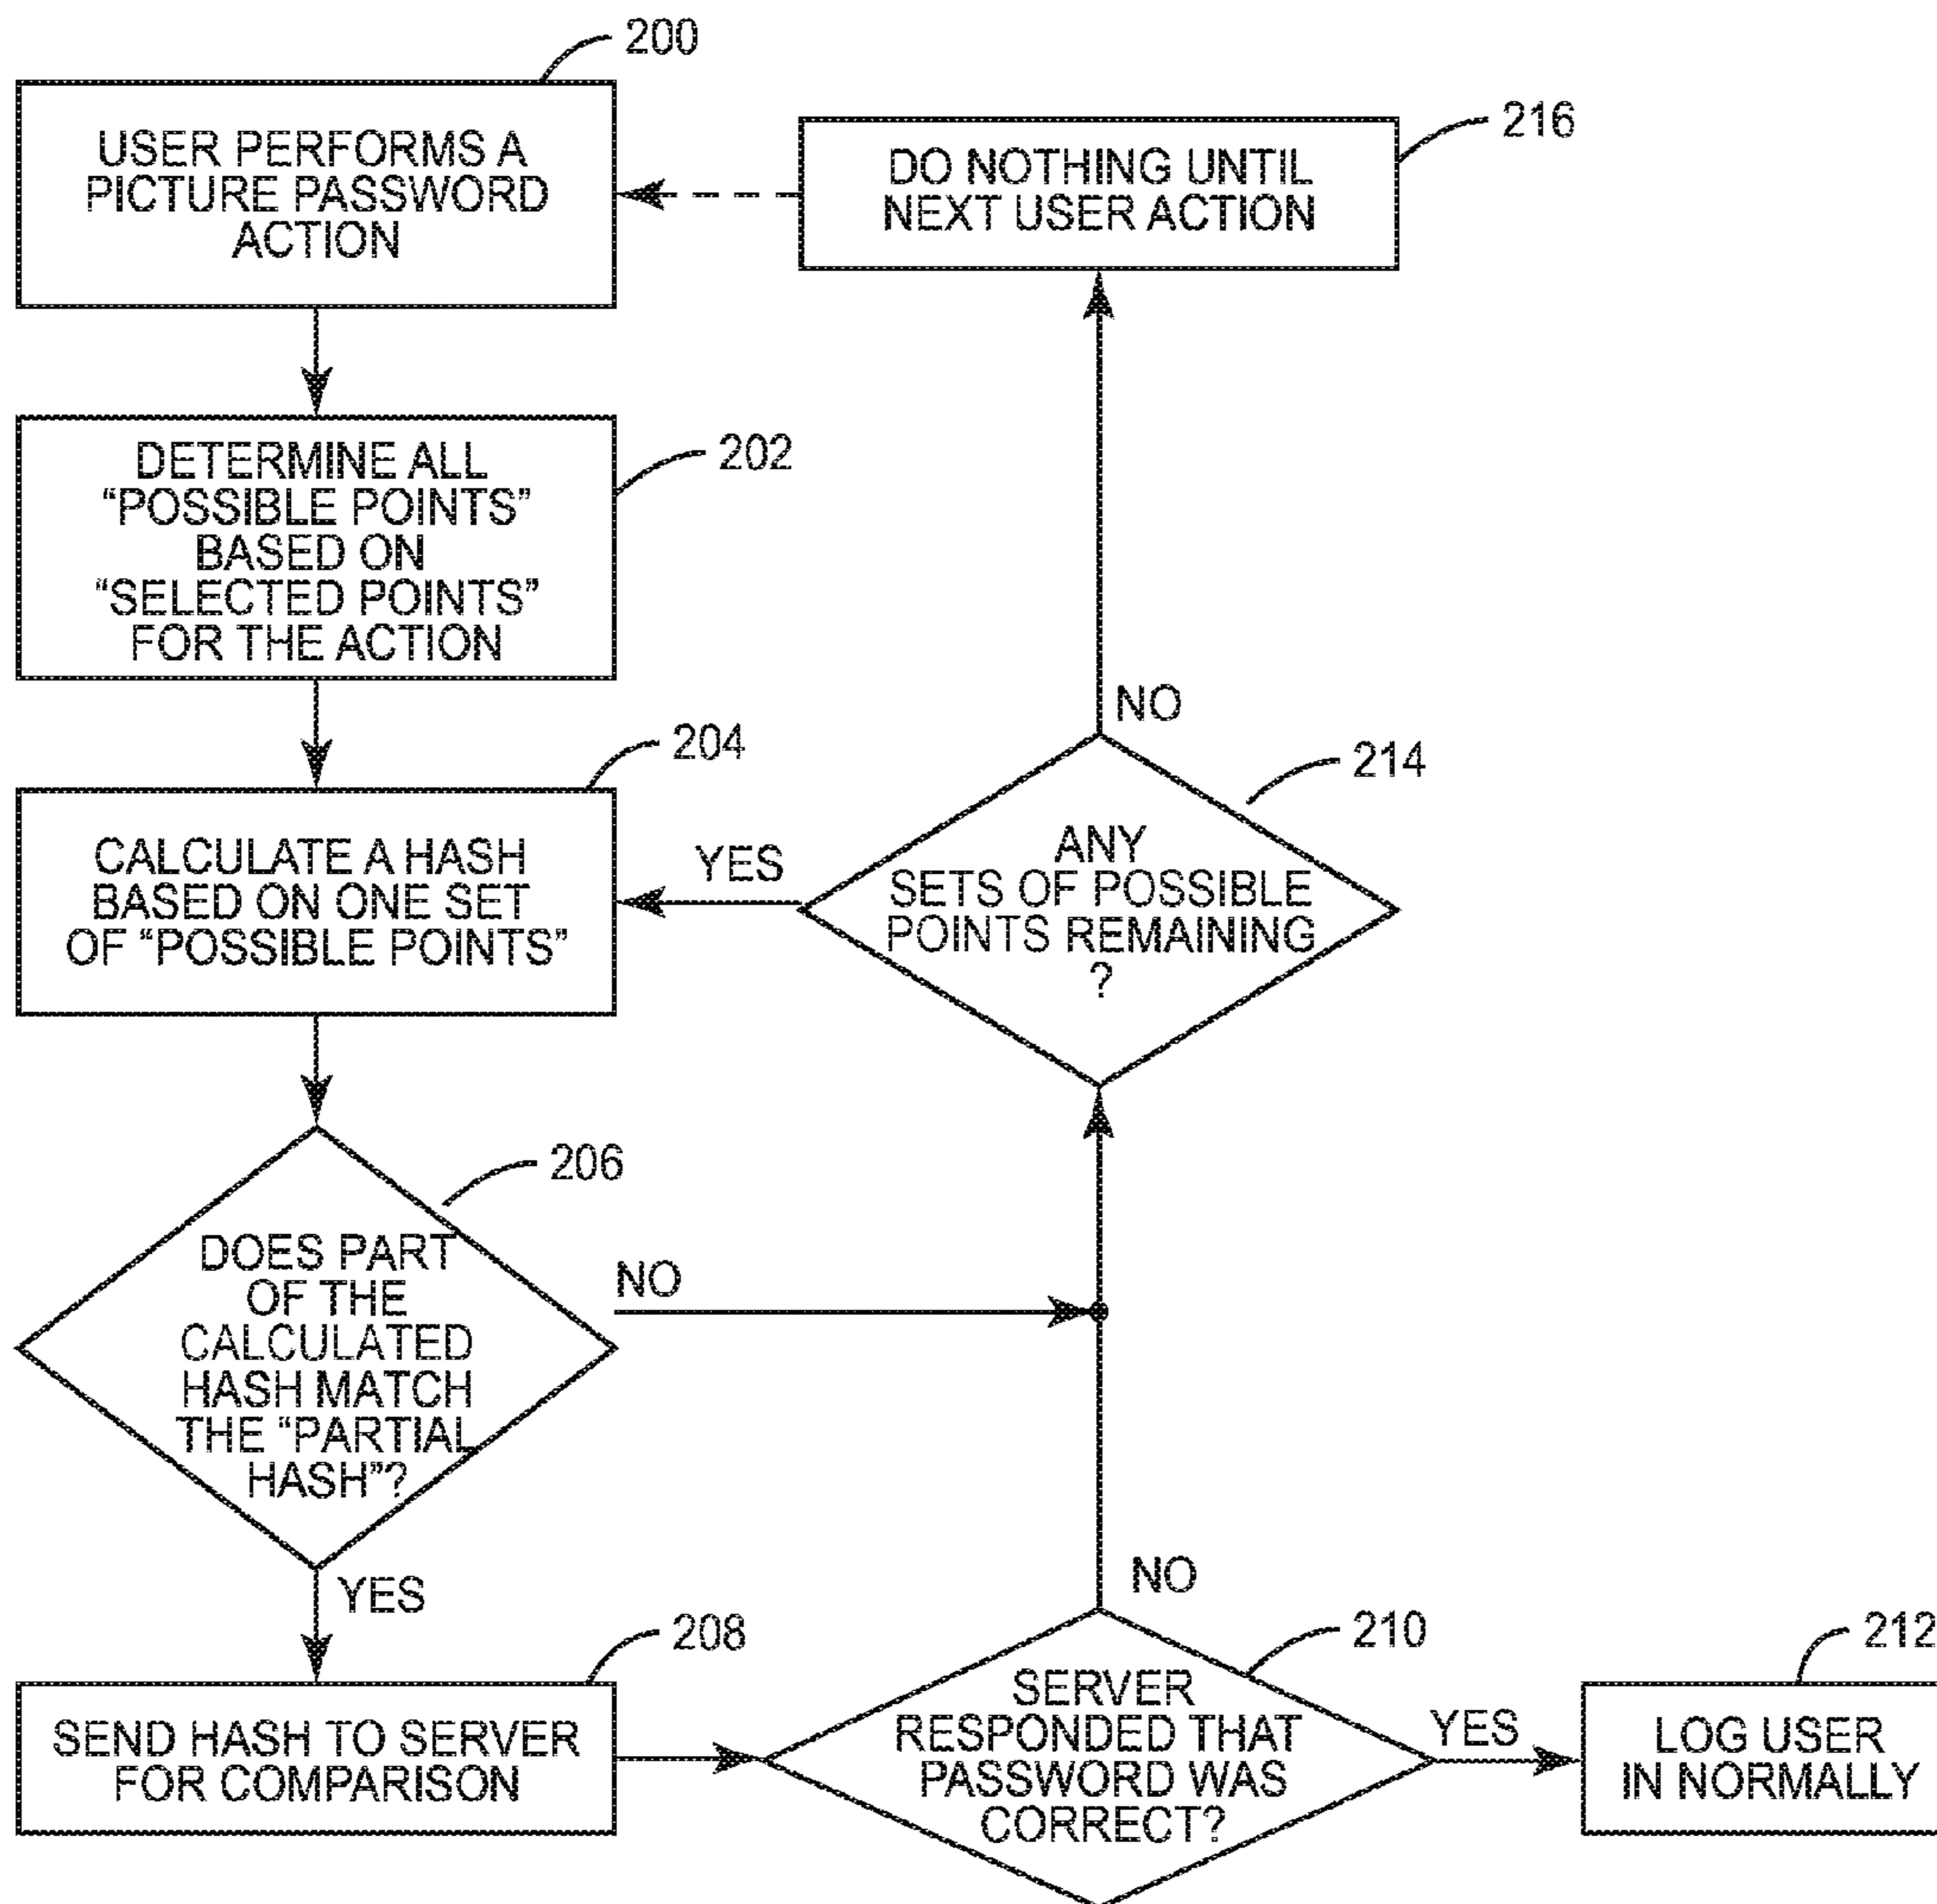 200
USER PERFORMS A
PICTURE PASSWORD
ACTION
216
DO NOTHING UNTIL
NEXT USER ACTION
202
DETERMINE ALL
“POSSIBLE POINTS”
BASED ON
“SELECTED POINTS”
FOR THE ACTION
NO
204
CALCULATE A HASH
BASED ON ONE SET
OF “POSSIBLE POINTS”
YES
214
ANY
SETS OF POSSIBLE
POINTS REMAINING
?
206
DOES PART
OF THE
CALCULATED
HASH MATCH
THE “PARTIAL
HASH”?
NO
YES
208
SEND HASH TO SERVER
FOR COMPARISON
NO
210
SERVER
RESPONDED THAT
PASSWORD WAS
CORRECT?
YES
212
LOG USER
IN NORMALLY